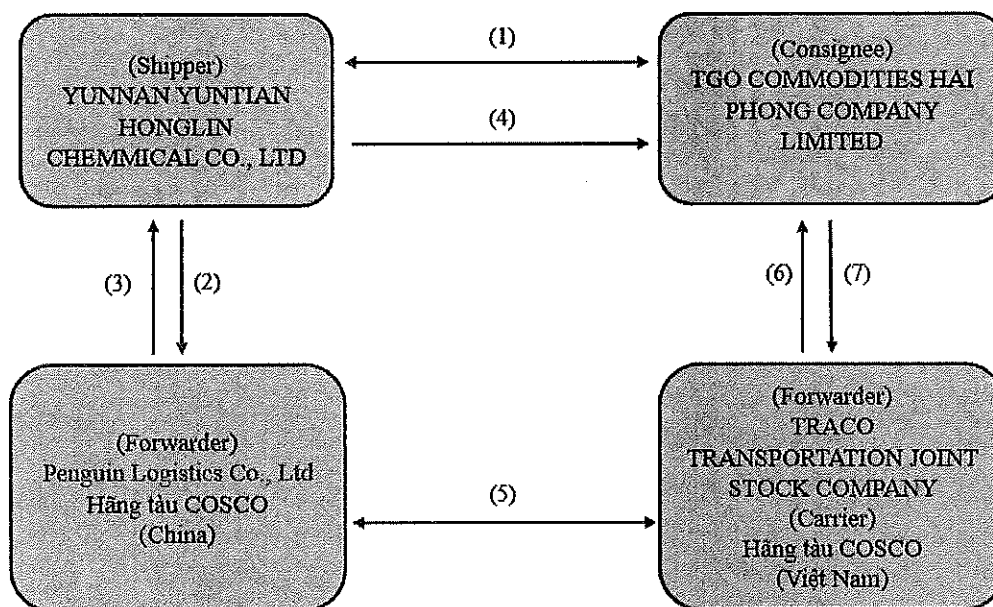 (Shipper)
YUNNAN YUNTIAN
HONGLIN
CHEMMICAL CO., LTD
(1)
(4)
(Consignee)
TGO COMMODITIES HAI
PHONG COMPANY
LIMITED
(3)
(2)
(6)
(7)
(Forwarder)
Penguin Logistics Co., Ltd
Hãng tàu COSCO
(China)
(5)
(Forwarder)
TRACO
TRANSPORTATION JOINT
STOCK COMPANY
(Carrier)
Hãng tàu COSCO
(Việt Nam)